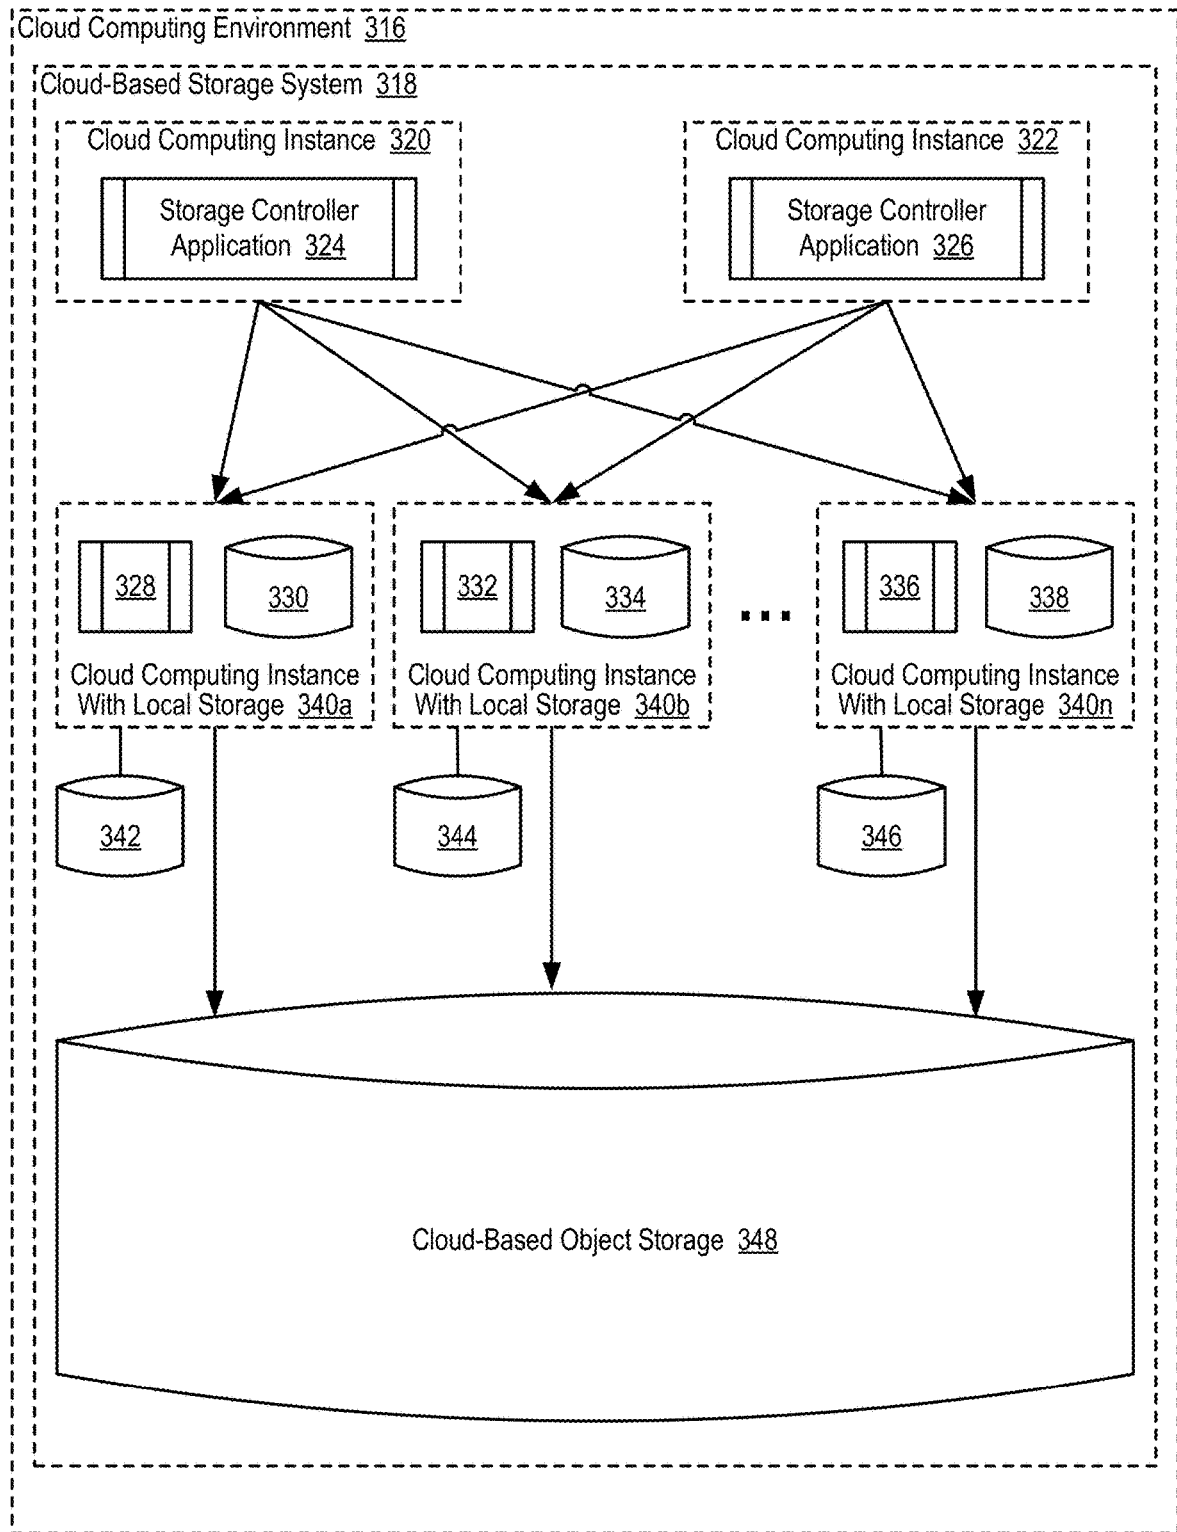 Cloud Computing Environment 316
Cloud-Based Storage System 318
Cloud Computing Instance 320
Storage Controller
Application 324
Cloud Computing Instance 322
Storage Controller
Application 326
328
330
Cloud Computing Instance
With Local Storage 340a
332
334
Cloud Computing Instance
With Local Storage 340b
...
336
338
Cloud Computing Instance
With Local Storage 340n
342
344
346
Cloud-Based Object Storage 348